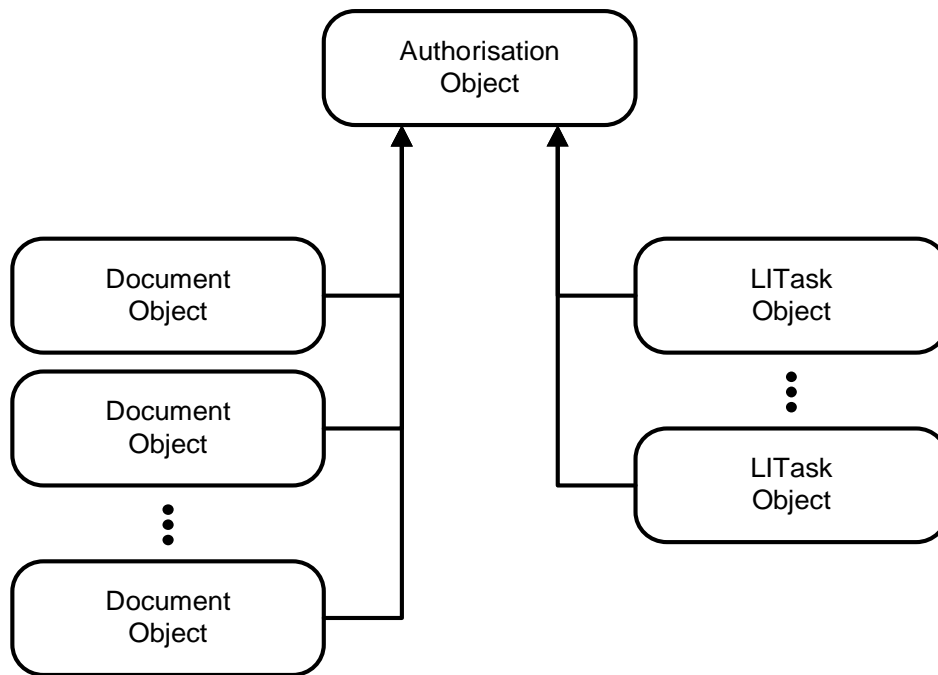 Authorisation
Object
Document
Object
LITask
Object
Document
Object
LITask
Object
Document
Object